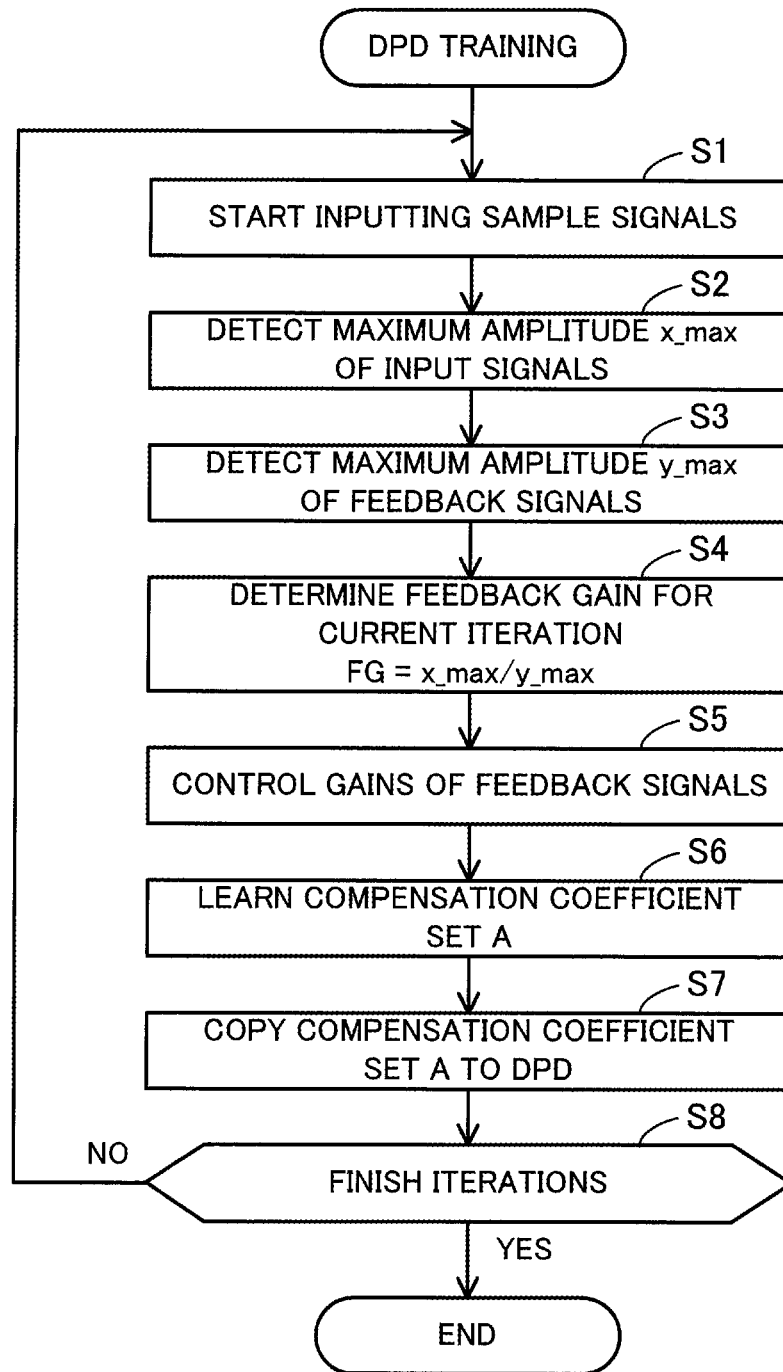 DPD TRAINING
S1
START INPUTTING SAMPLE SIGNALS
S2
DETECT MAXIMUM AMPLITUDE x_max
OF INPUT SIGNALS
S3
DETECT MAXIMUM AMPLITUDE y_max
OF FEEDBACK SIGNALS
S4
DETERMINE FEEDBACK GAIN FOR
CURRENT ITERATION
FG = x_max/y_max
S5
CONTROL GAINS OF FEEDBACK SIGNALS
S6
LEARN COMPENSATION COEFFICIENT
SET A
S7
COPY COMPENSATION COEFFICIENT
SET A TO DPD
S8
NO
FINISH ITERATIONS
YES
END